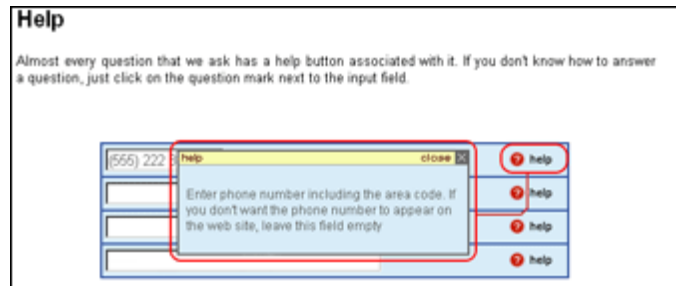 Help
Almost every question that we ask has a help button associated with it. If you don't know how to answer
a question, just click on the question mark next to the input field.
(555) 222
help close
help
Enter phone number including the area code. If
you don't want the phone number to appear on
the web site, leave this field empty
help
help
help